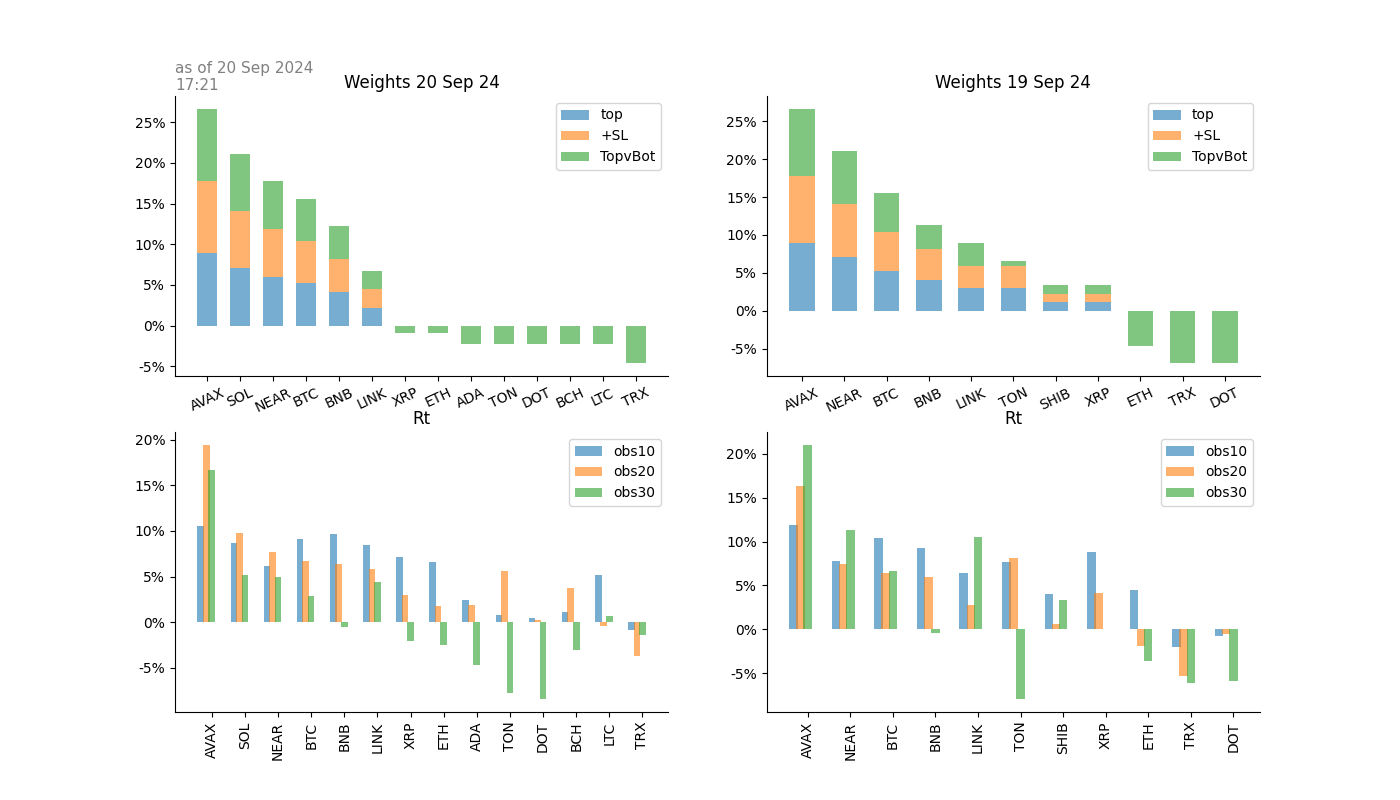 as of 20 Sep 2024
17:21
Weights 20 Sep 24
25%
20%
15%
10%
5%
0%
-5%
top
+SL
TopvBot
AVAX SOL NEAR BTC BNB LINK XRP ETH ADA TON DOT BCH LTC TRX
Weights 19 Sep 24
25%
20%
15%
10%
5%
0%
-5%
top
+SL
TopvBot
AVAX NEAR BTC BNB LINK TON SHIB XRP ETH TRX DOT
Rt
20%
15%
10%
5%
0%
-5%
obs10
obs20
obs30
AVAX SOL NEAR BTC BNB LINK XRP ETH ADA TON DOT BCH LTC TRX
Rt
20%
15%
10%
5%
0%
-5%
obs10
obs20
obs30
AVAX NEAR BTC BNB LINK TON SHIB XRP ETH TRX DOT